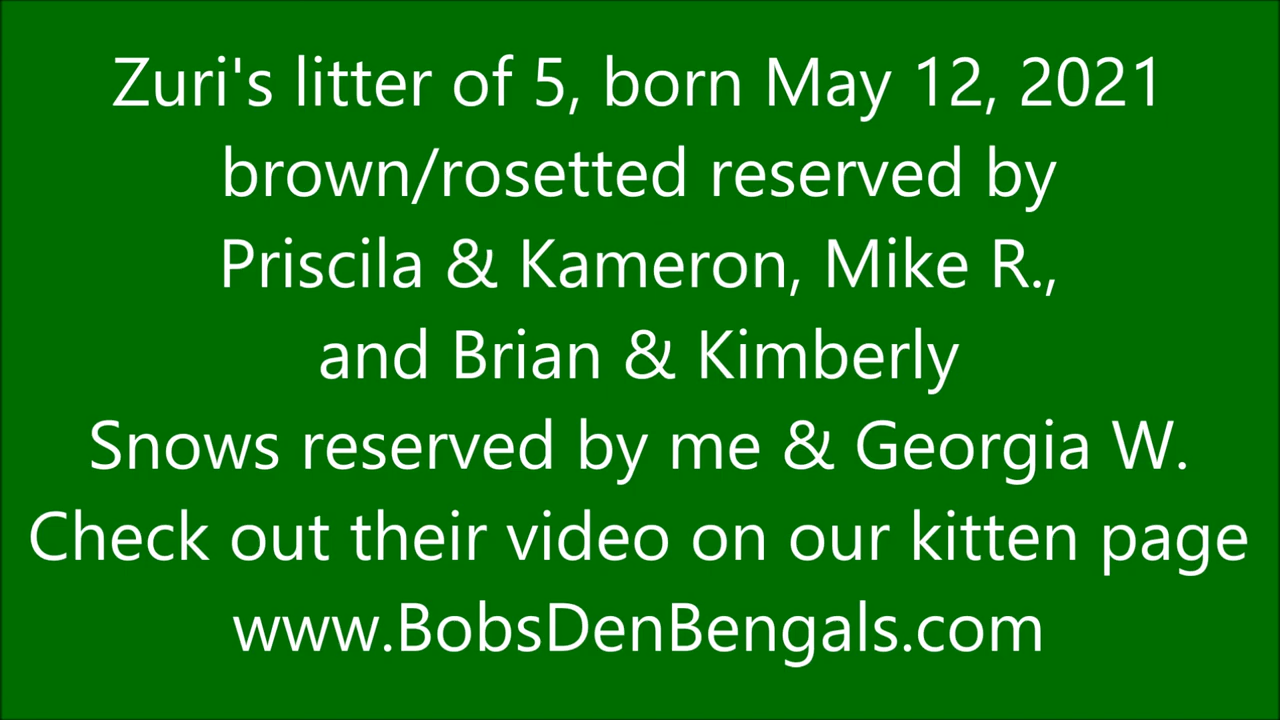 Zuri's litter of 5, born May 12, 2021
brown/rosetted reserved by
Priscila & Kameron, Mike R.,
and Brian & Kimberly
Snows reserved by me & Georgia W.
Check out their video on our kitten page
www.BobsDenBengals.com